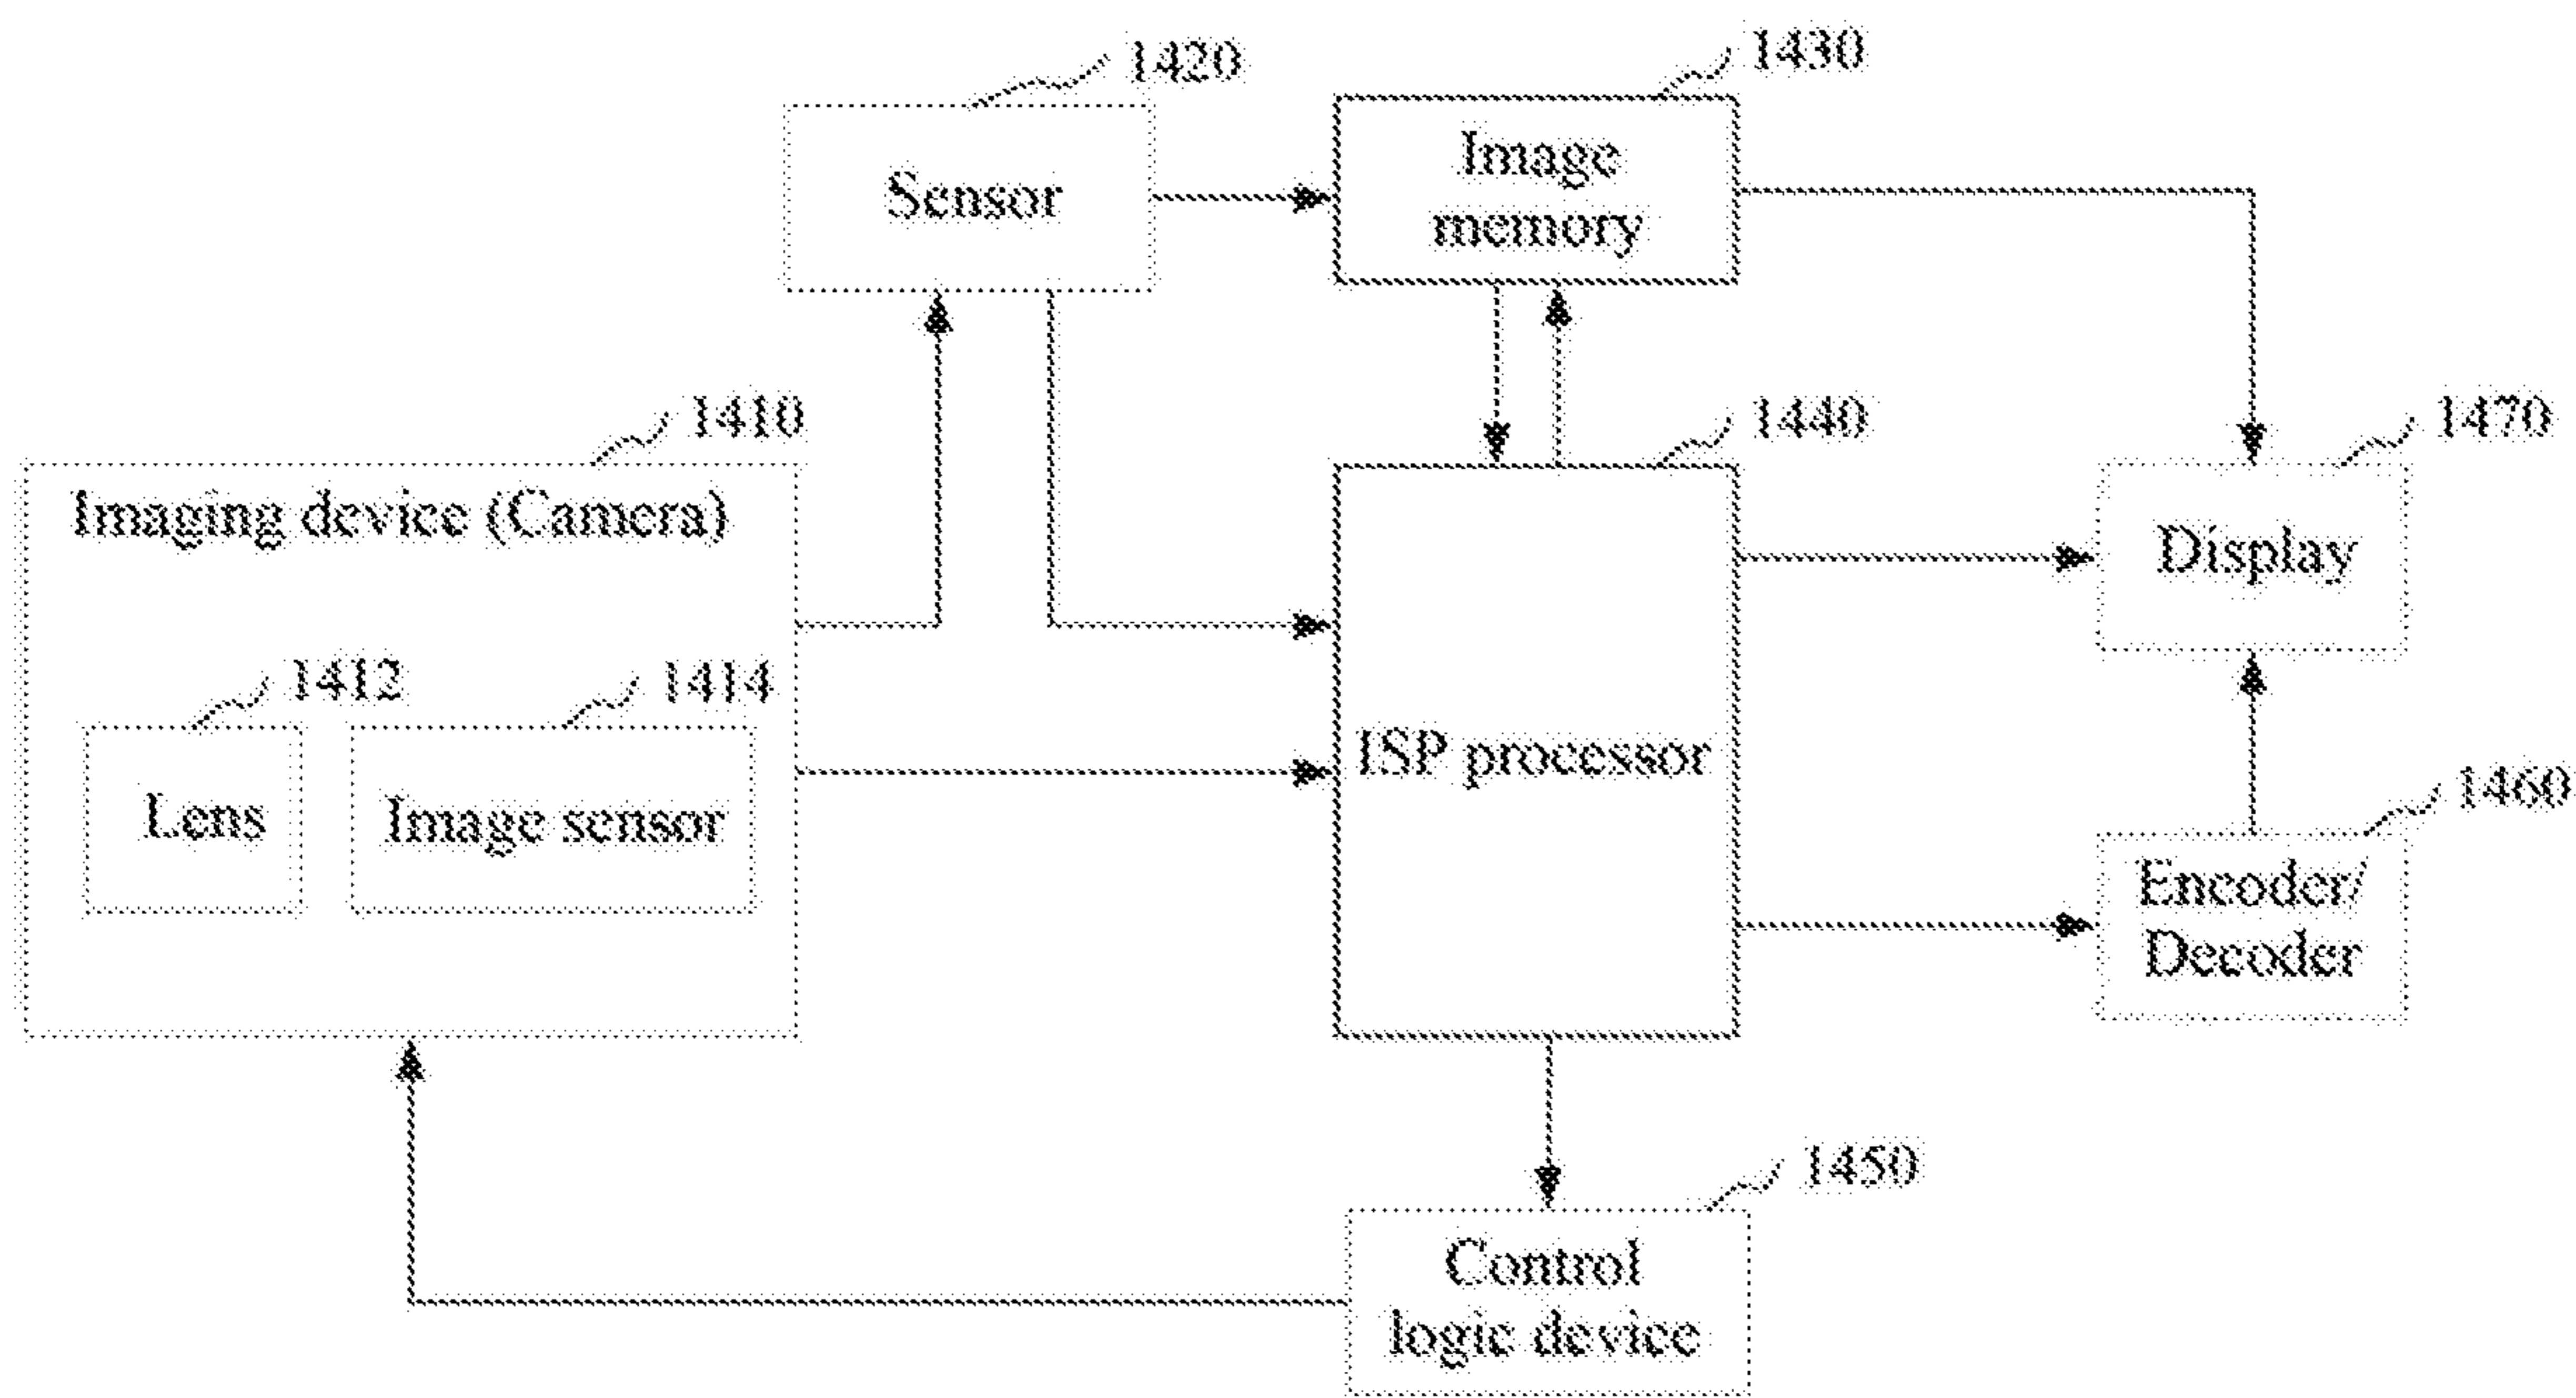 1420
1430
Sensor
Image
memory
1410
1440
1470
Imaging device (Camera)
Display
1412
1414
ISP processor
Lens
Image sensor
1460
Encoder/
Decoder
1450
Control
logic device